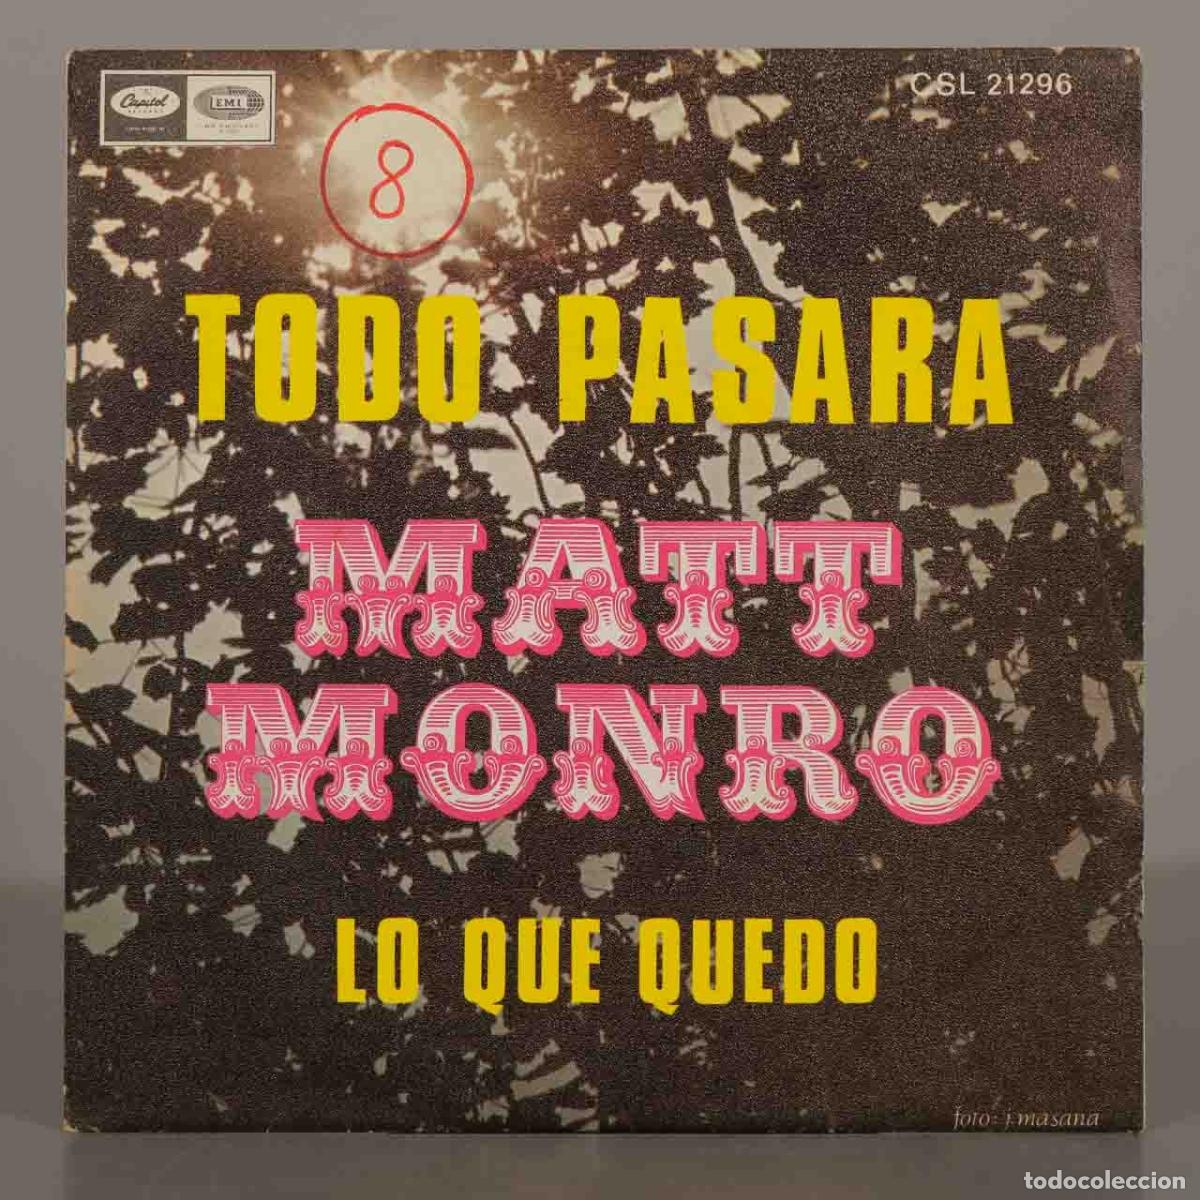 Capitol
EMI
CSL 21296
8
TODO PASARA
MATT
MONRO
LO QUE QUEDO
foto: j. masana
todocoleccion